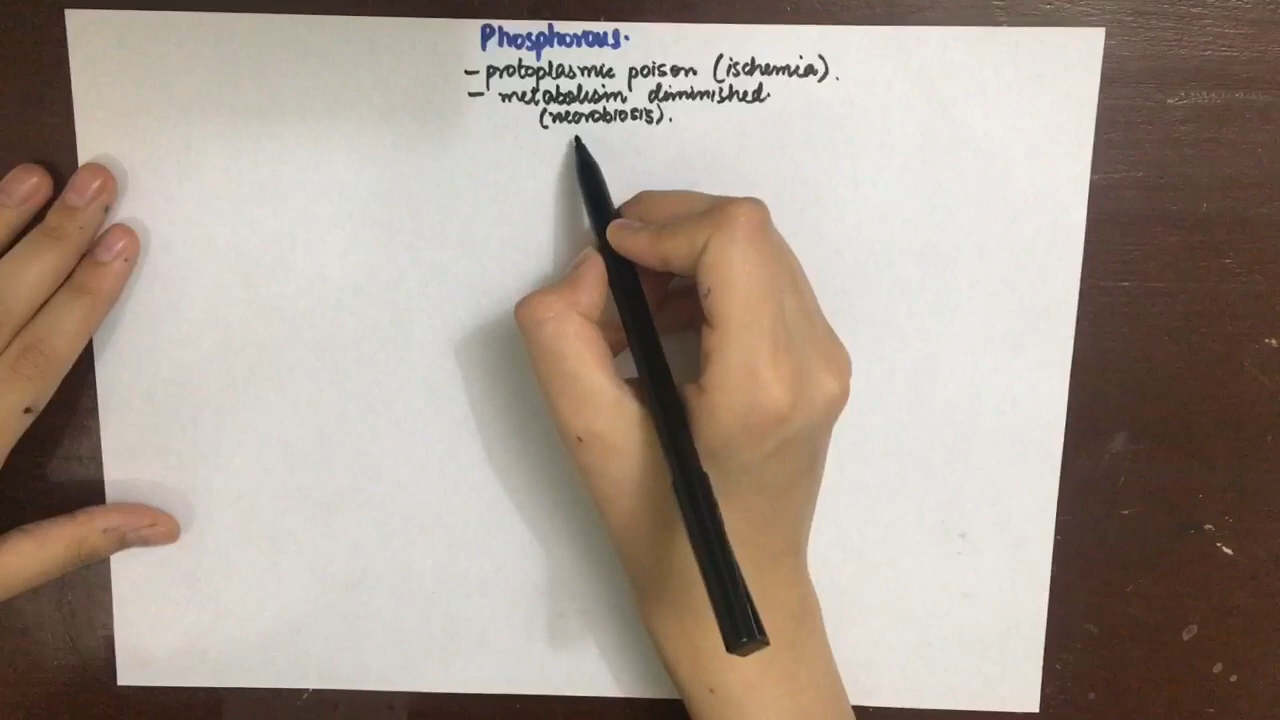 Phosphorous.
- protoplasmic poison (ischemia).
- metabolism diminished
(necrobiosis).